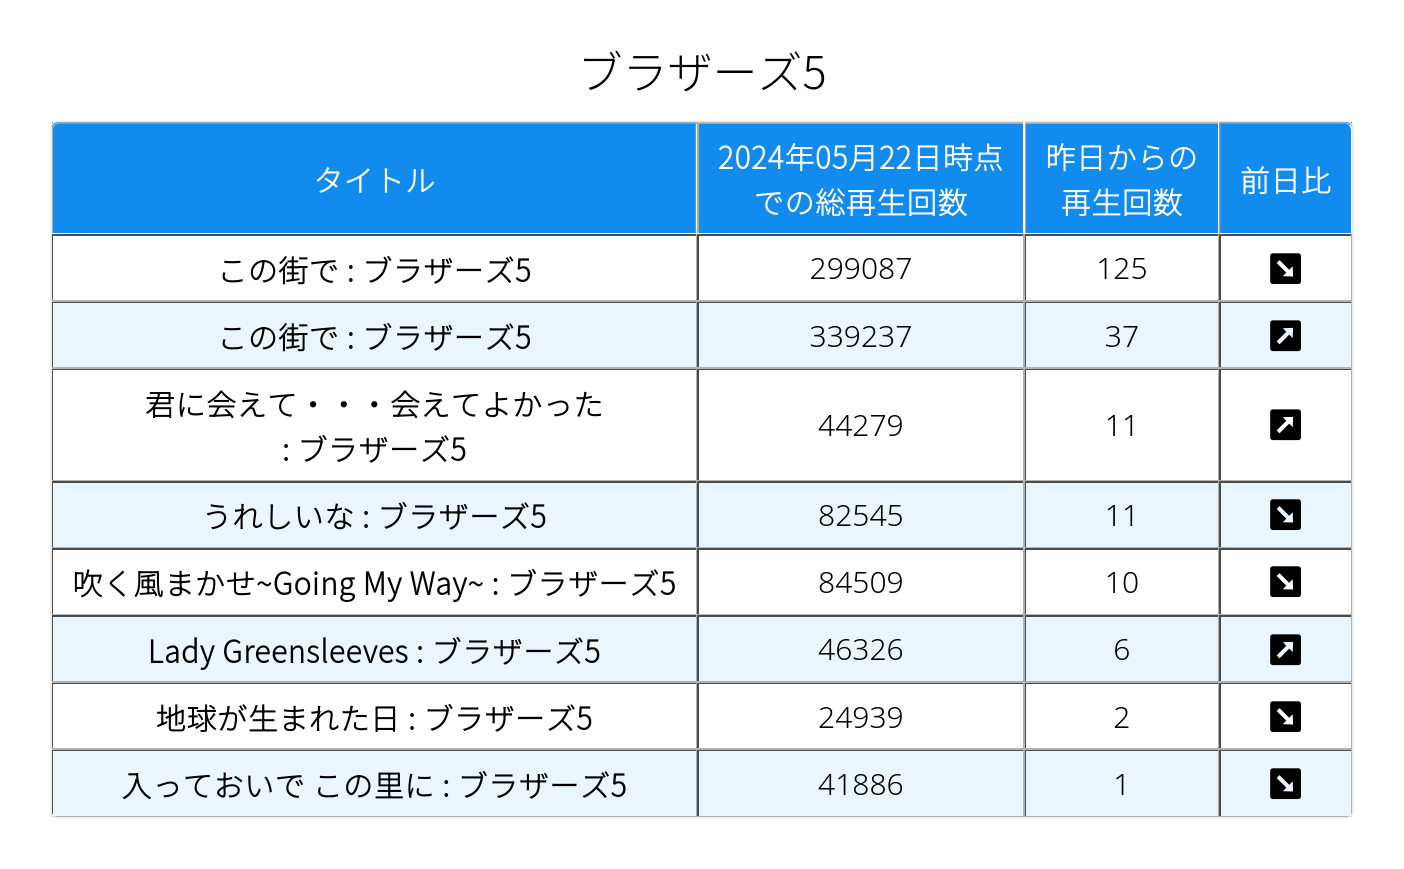 ブラザーズ5
タイトル
2024年05月22日時点
での総再生回数
昨日からの
再生回数
前日比
この街で : ブラザーズ5
299087
125
この街で : ブラザーズ5
339237
37
君に会えて・・・会えてよかった
: ブラザーズ5
44279
11
うれしいな : ブラザーズ5
82545
11
吹く風まかせ~Going My Way~ : ブラザーズ5
84509
10
Lady Greensleeves : ブラザーズ5
46326
6
地球が生まれた日 : ブラザーズ5
24939
2
入っておいで この里に : ブラザーズ5
41886
1